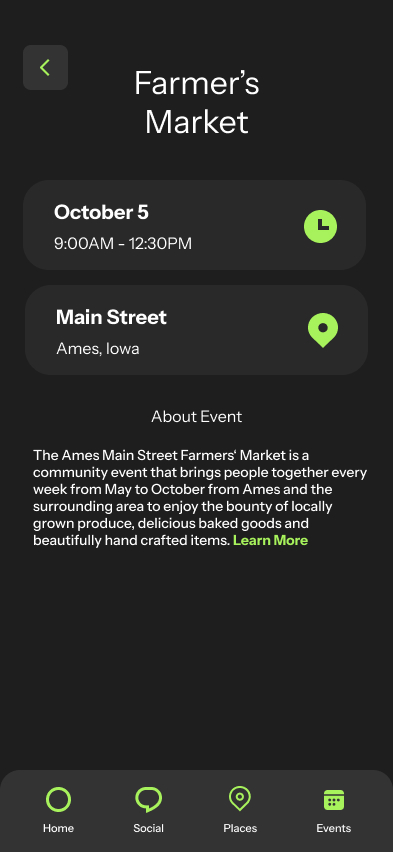 Farmer’s
Market
October 5
9:00AM - 12:30PM
Main Street
Ames, Iowa
About Event
The Ames Main Street Farmers‘ Market is a
community event that brings people together every
week from May to October from Ames and the
surrounding area to enjoy the bounty of locally
grown produce, delicious baked goods and
beautifully hand crafted items. Learn More
Home Social Places Events